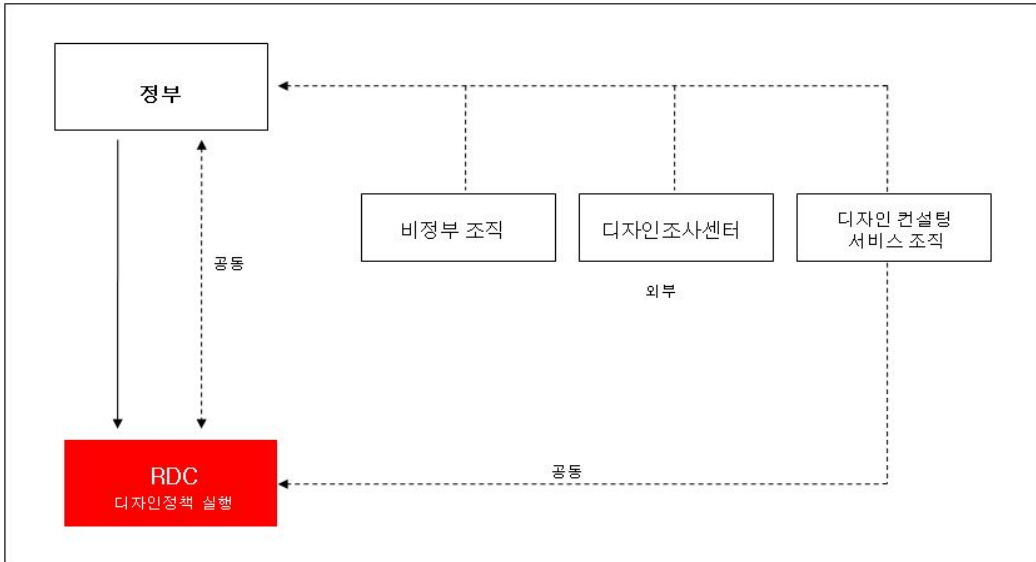 정부
비정부 조직
디자인조사센터
디자인 컨설팅
서비스 조직
공동
외부
공동
RDC
디자인정책 실행